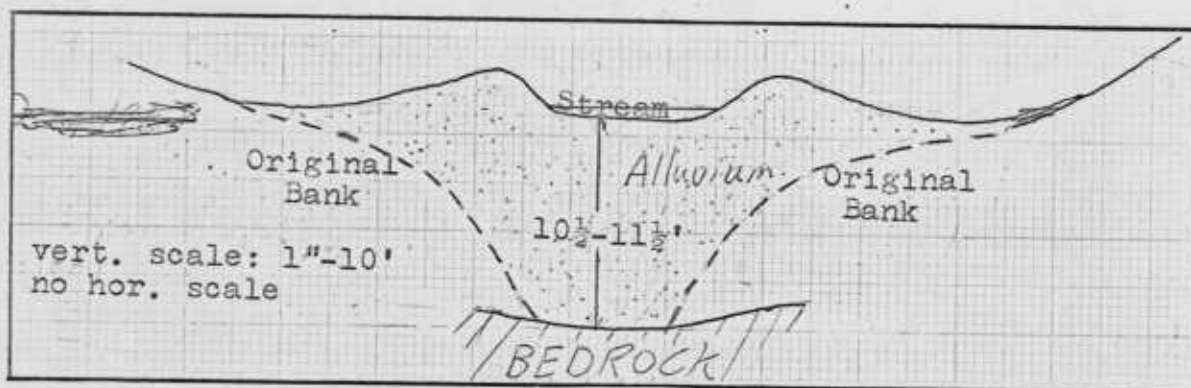 Stream
Original
Bank
Alluvium
Original
Bank
10½-11½'
vert. scale: 1"-10'
no hor. scale
BEDROCK